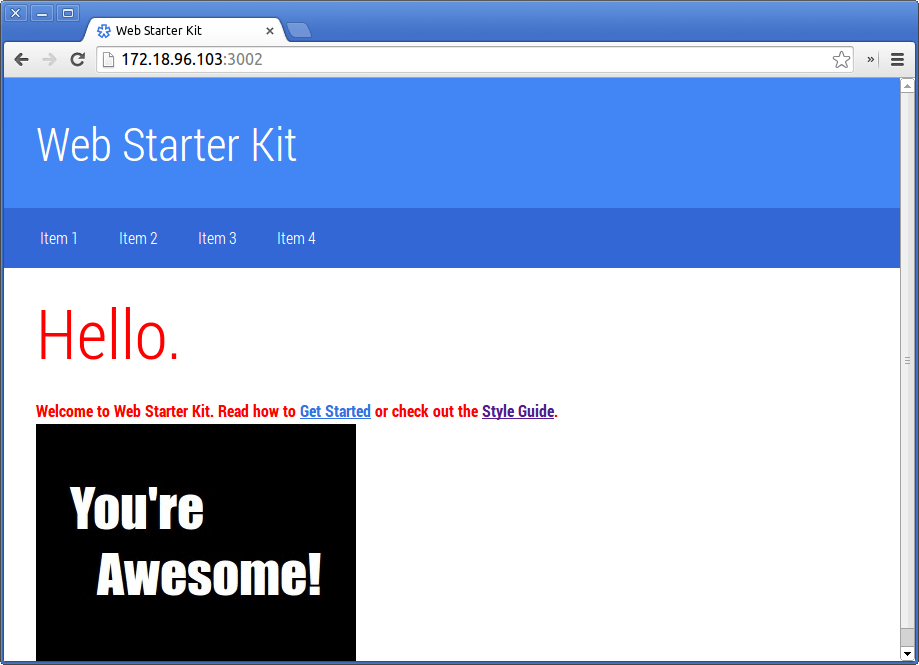 Web Starter Kit
172.18.96.103:3002
Web Starter Kit
Item 1 Item 2 Item 3 Item 4
Hello.
Welcome to Web Starter Kit. Read how to Get Started or check out the Style Guide.
You're
Awesome!